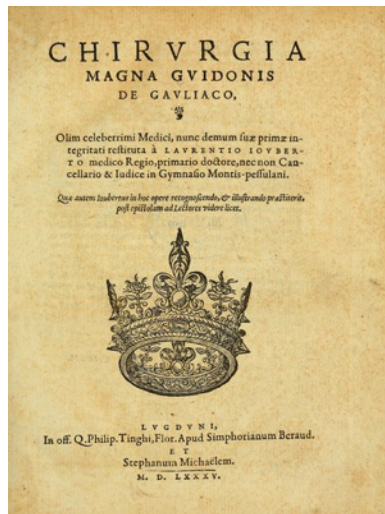 CHIRVRGIA
MAGNA GVIDONIS
DE GAVLIACO,
Olim celeberrimi Medici, nunc demum suæ primæ in-
tegritati restituta à LAVRENTIO IOVBER-
TO medico Regio, primario doctore, nec non Can-
cellario & Iudice in Gymnasio Montis-pessulani.
Quæ autem Ioubertus in hoc opere recognoscendo, & illustrando præstiterit,
post epistolam ad Lectores videre licet.
LVGDVNI,
In off. Q. Philip. Tinghi, Flor. Apud Simphorianum Beraud.
ET
Stephanum Michaëlem.
M. D. LXXXV.